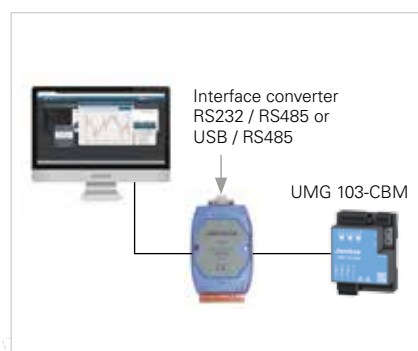 Interface converter
RS232 / RS485 or
USB / RS485
UMG 103-CBM